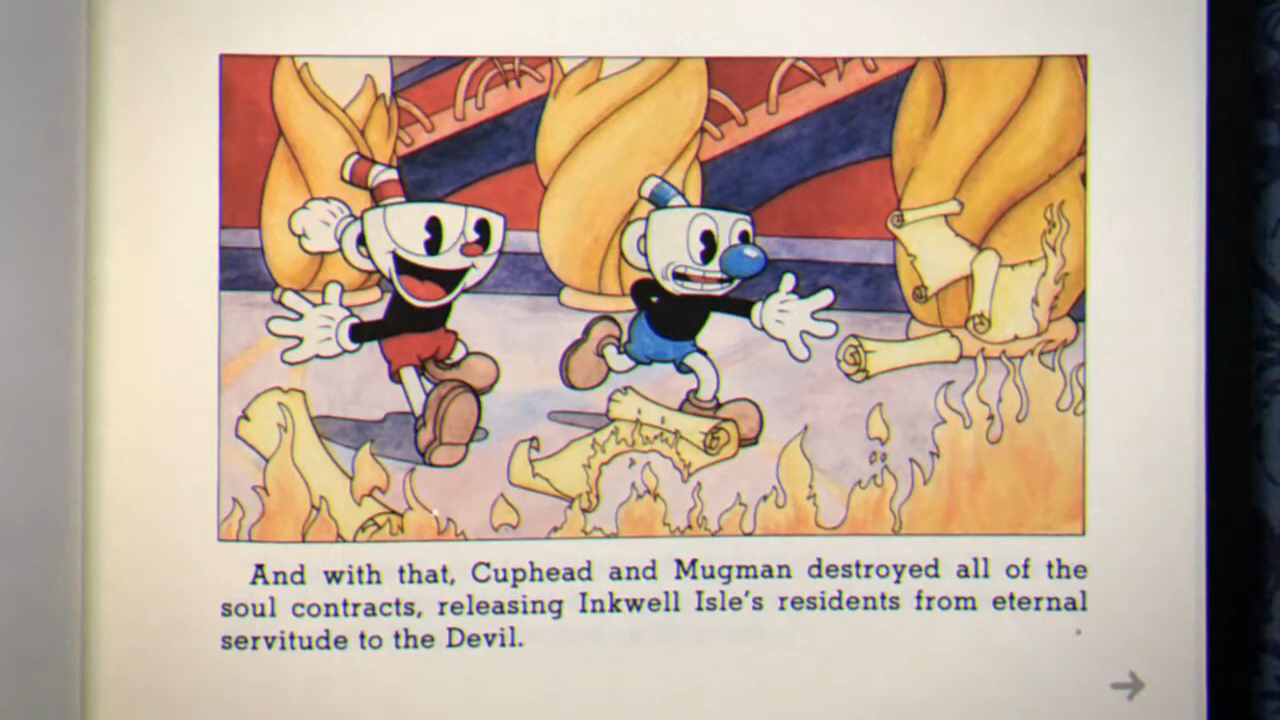 And with that, Cuphead and Mugman destroyed all of the
soul contracts, releasing Inkwell Isle's residents from eternal
servitude to the Devil.